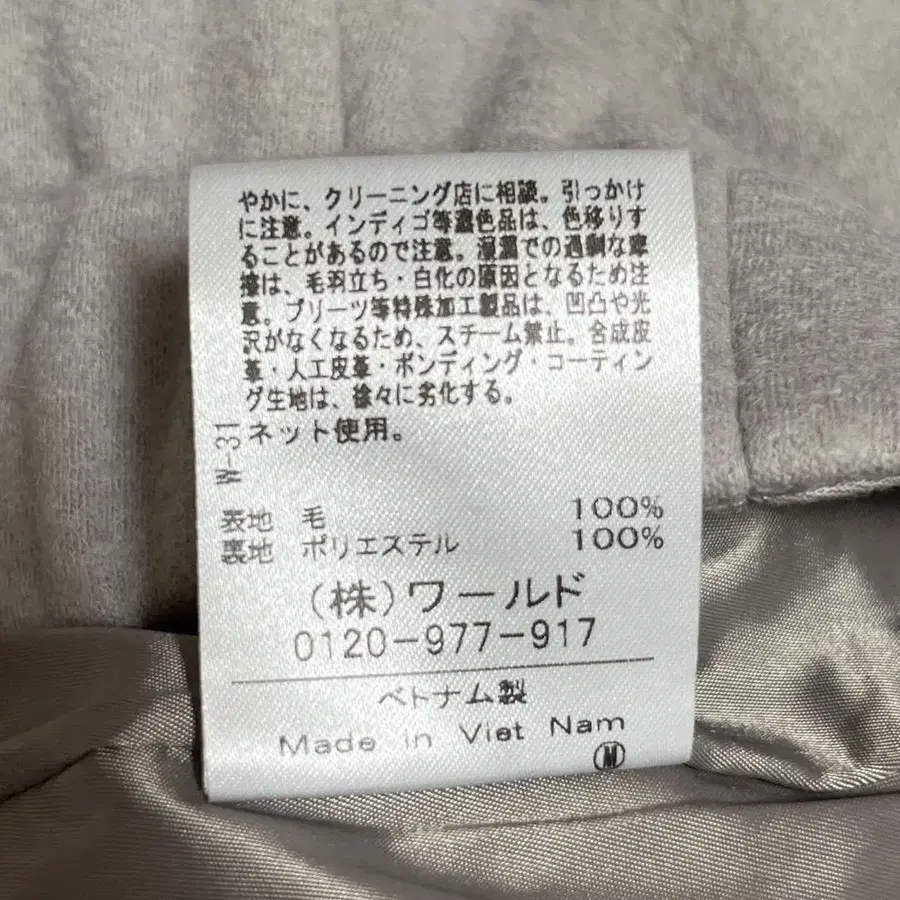 やかに、クリーニング店に相談。引っかけ
に注意。インディゴ等濃色品は、色移りす
ることがあるので注意。湿潤での過剰な摩
擦は、毛羽立ち・白化の原因となるため注
意。プリーツ等特殊加工製品は、凹凸や光
沢がなくなるため、スチーム禁止。合成皮
革・人工皮革・ボンディング・コーティン
グ生地は、徐々に劣化する。
ネット使用。
W-31
表地 毛 100%
裏地 ポリエステル 100%
(株)ワールド
0120-977-917
ベトナム製
Made in Viet Nam
M